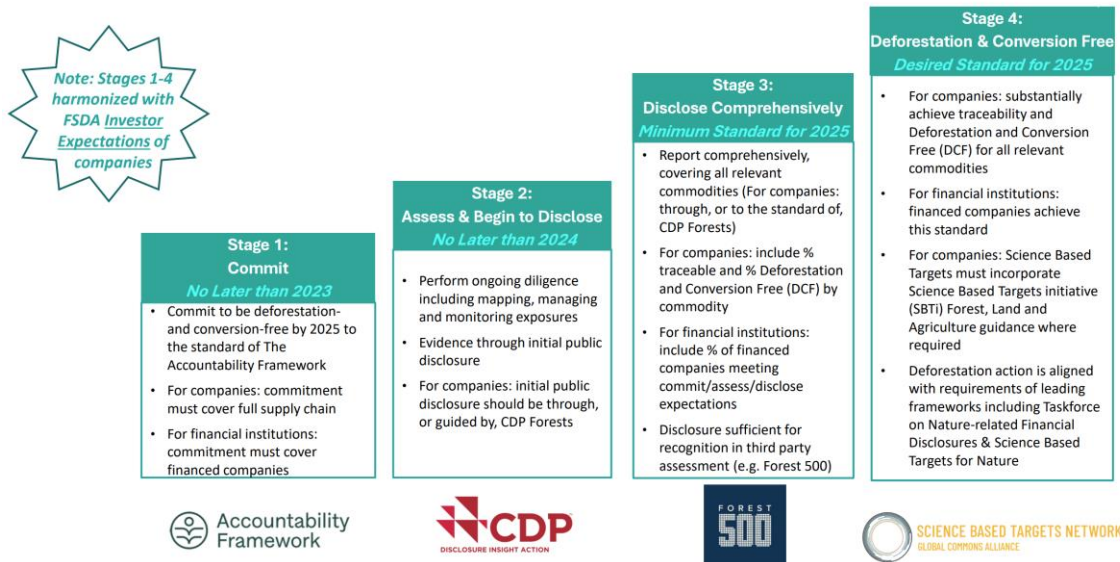 Note: Stages 1-4
harmonized with
FSDA Investor
Expectations of
companies
Stage 1:
Commit
No Later than 2023
• Commit to be deforestation-
and conversion-free by 2025 to
the standard of The
Accountability Framework
• For companies: commitment
must cover full supply chain
• For financial institutions:
commitment must cover
financed companies
Stage 2:
Assess & Begin to Disclose
No Later than 2024
• Perform ongoing diligence
including mapping, managing
and monitoring exposures
• Evidence through initial public
disclosure
• For companies: initial public
disclosure should be through,
or guided by, CDP Forests
Stage 3:
Disclose Comprehensively
Minimum Standard for 2025
• Report comprehensively,
covering all relevant
commodities (For companies:
through, or to the standard of,
CDP Forests)
• For companies: include %
traceable and % Deforestation
and Conversion Free (DCF) by
commodity
• For financial institutions:
include % of financed
companies meeting
commit/assess/disclose
expectations
• Disclosure sufficient for
recognition in third party
assessment (e.g. Forest 500)
Stage 4:
Deforestation & Conversion Free
Desired Standard for 2025
• For companies: substantially
achieve traceability and
Deforestation and Conversion
Free (DCF) for all relevant
commodities
• For financial institutions:
financed companies achieve
this standard
• For companies: Science Based
Targets must incorporate
Science Based Targets initiative
(SBTi) Forest, Land and
Agriculture guidance where
required
• Deforestation action is aligned
with requirements of leading
frameworks including Taskforce
on Nature-related Financial
Disclosures & Science Based
Targets for Nature
Accountability
Framework
CDP
DISCLOSURE INSIGHT ACTION
FOREST
500
SCIENCE BASED TARGETS NETWORK
GLOBAL COMMONS ALLIANCE